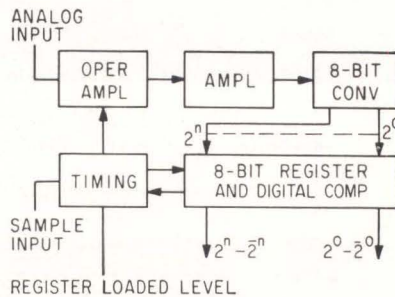 ANALOG
INPUT
OPER
AMPL
AMPL
8-BIT
CONV
2ⁿ
2⁰
TIMING
8-BIT REGISTER
AND DIGITAL COMP
SAMPLE
INPUT
2ⁿ-2̄ⁿ
2⁰-2̄⁰
REGISTER LOADED LEVEL